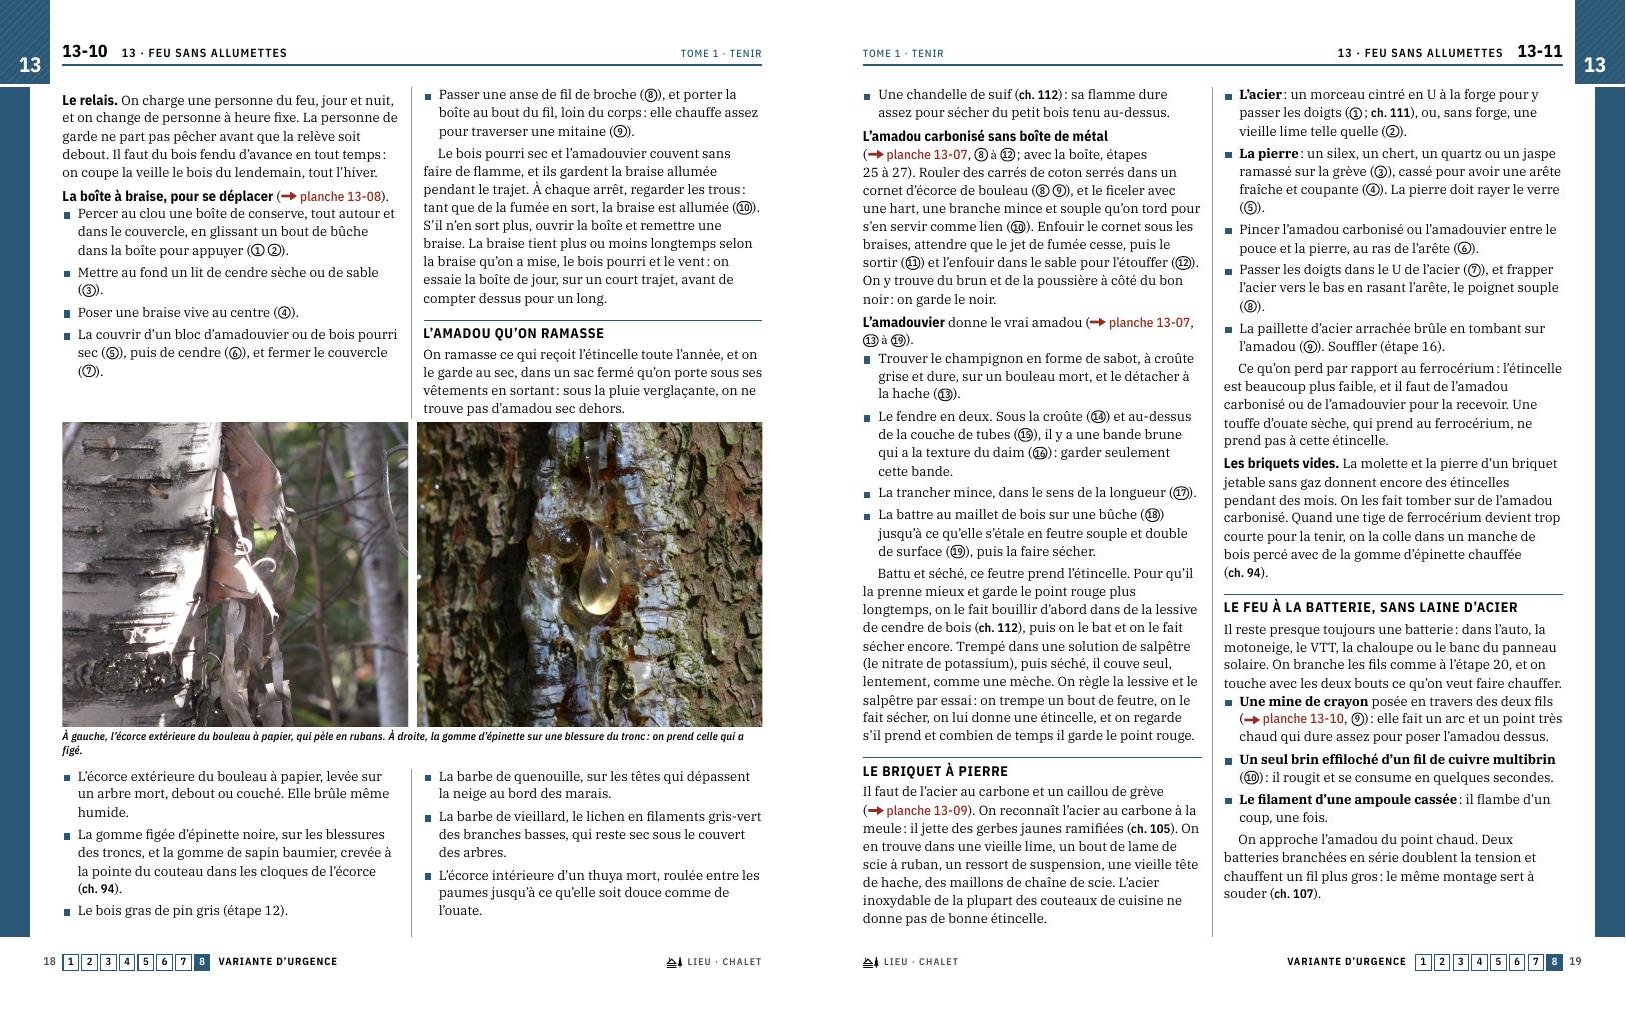 13
13-10 13 · FEU SANS ALLUMETTES
TOME 1 · TENIR
Le relais. On charge une personne du feu, jour et nuit,
et on change de personne à heure fixe. La personne de
garde ne part pas pêcher avant que la relève soit
debout. Il faut du bois fendu d’avance en tout temps :
on coupe la veille le bois du lendemain, tout l’hiver.
La boîte à braise, pour se déplacer (➞ planche 13-08).
■ Percer au clou une boîte de conserve, tout autour et
dans le couvercle, en glissant un bout de bûche
dans la boîte pour appuyer (① ②).
■ Mettre au fond un lit de cendre sèche ou de sable
(③).
■ Poser une braise vive au centre (④).
■ La couvrir d’un bloc d’amadouvier ou de bois pourri
sec (⑤), puis de cendre (⑥), et fermer le couvercle
(⑦).
■ Passer une anse de fil de broche (⑧), et porter la
boîte au bout du fil, loin du corps : elle chauffe assez
pour traverser une mitaine (⑨).
Le bois pourri sec et l’amadouvier couvent sans
faire de flamme, et ils gardent la braise allumée
pendant le trajet. À chaque arrêt, regarder les trous :
tant que de la fumée en sort, la braise est allumée (⑩).
S’il n’en sort plus, ouvrir la boîte et remettre une
braise. La braise tient plus ou moins longtemps selon
la braise qu’on a mise, le bois pourri et le vent : on
essaie la boîte de jour, sur un court trajet, avant de
compter dessus pour un long.
L’AMADOU QU’ON RAMASSE
On ramasse ce qui reçoit l’étincelle toute l’année, et on
le garde au sec, dans un sac fermé qu’on porte sous ses
vêtements en sortant : sous la pluie verglaçante, on ne
trouve pas d’amadou sec dehors.
À gauche, l’écorce extérieure du bouleau à papier, qui pèle en rubans. À droite, la gomme d’épinette sur une blessure du tronc : on prend celle qui a
figé.
■ L’écorce extérieure du bouleau à papier, levée sur
un arbre mort, debout ou couché. Elle brûle même
humide.
■ La gomme figée d’épinette noire, sur les blessures
des troncs, et la gomme de sapin baumier, crevée à
la pointe du couteau dans les cloques de l’écorce
(ch. 94).
■ Le bois gras de pin gris (étape 12).
■ La barbe de quenouille, sur les têtes qui dépassent
la neige au bord des marais.
■ La barbe de vieillard, le lichen en filaments gris-vert
des branches basses, qui reste sec sous le couvert
des arbres.
■ L’écorce intérieure d’un thuya mort, roulée entre les
paumes jusqu’à ce qu’elle soit douce comme de
l’ouate.
18 1 2 3 4 5 6 7 8 VARIANTE D’URGENCE
LIEU · CHALET
TOME 1 · TENIR
13 · FEU SANS ALLUMETTES 13-11
13
■ Une chandelle de suif (ch. 112) : sa flamme dure
assez pour sécher du petit bois tenu au-dessus.
L’amadou carbonisé sans boîte de métal
(➞ planche 13-07, ⑧ à ⑫ ; avec la boîte, étapes
25 à 27). Rouler des carrés de coton serrés dans un
cornet d’écorce de bouleau (⑧ ⑨), et le ficeler avec
une hart, une branche mince et souple qu’on tord pour
s’en servir comme lien (⑩). Enfouir le cornet sous les
braises, attendre que le jet de fumée cesse, puis le
sortir (⑪) et l’enfouir dans le sable pour l’étouffer (⑫).
On y trouve du brun et de la poussière à côté du bon
noir : on garde le noir.
L’amadouvier donne le vrai amadou (➞ planche 13-07,
⑬ à ⑲).
■ Trouver le champignon en forme de sabot, à croûte
grise et dure, sur un bouleau mort, et le détacher à
la hache (⑬).
■ Le fendre en deux. Sous la croûte (⑭) et au-dessus
de la couche de tubes (⑮), il y a une bande brune
qui a la texture du daim (⑯) : garder seulement
cette bande.
■ La trancher mince, dans le sens de la longueur (⑰).
■ La battre au maillet de bois sur une bûche (⑱)
jusqu’à ce qu’elle s’étale en feutre souple et double
de surface (⑲), puis la faire sécher.
Battu et séché, ce feutre prend l’étincelle. Pour qu’il
la prenne mieux et garde le point rouge plus
longtemps, on le fait bouillir d’abord dans de la lessive
de cendre de bois (ch. 112), puis on le bat et on le fait
sécher encore. Trempé dans une solution de salpêtre
(le nitrate de potassium), puis séché, il couve seul,
lentement, comme une mèche. On règle la lessive et le
salpêtre par essai : on trempe un bout de feutre, on le
fait sécher, on lui donne une étincelle, et on regarde
s’il prend et combien de temps il garde le point rouge.
LE BRIQUET À PIERRE
Il faut de l’acier au carbone et un caillou de grève
(➞ planche 13-09). On reconnaît l’acier au carbone à la
meule : il jette des gerbes jaunes ramifiées (ch. 105). On
en trouve dans une vieille lime, un bout de lame de
scie à ruban, un ressort de suspension, une vieille tête
de hache, des maillons de chaîne de scie. L’acier
inoxydable de la plupart des couteaux de cuisine ne
donne pas de bonne étincelle.
■ L’acier : un morceau cintré en U à la forge pour y
passer les doigts (① ; ch. 111), ou, sans forge, une
vieille lime telle quelle (②).
■ La pierre : un silex, un chert, un quartz ou un jaspe
ramassé sur la grève (③), cassé pour avoir une arête
fraîche et coupante (④). La pierre doit rayer le verre
(⑤).
■ Pincer l’amadou carbonisé ou l’amadouvier entre le
pouce et la pierre, au ras de l’arête (⑥).
■ Passer les doigts dans le U de l’acier (⑦), et frapper
l’acier vers le bas en rasant l’arête, le poignet souple
(⑧).
■ La paillette d’acier arrachée brûle en tombant sur
l’amadou (⑨). Souffler (étape 16).
Ce qu’on perd par rapport au ferrocérium : l’étincelle
est beaucoup plus faible, et il faut de l’amadou
carbonisé ou de l’amadouvier pour la recevoir. Une
touffe d’ouate sèche, qui prend au ferrocérium, ne
prend pas à cette étincelle.
Les briquets vides. La molette et la pierre d’un briquet
jetable sans gaz donnent encore des étincelles
pendant des mois. On les fait tomber sur de l’amadou
carbonisé. Quand une tige de ferrocérium devient trop
courte pour la tenir, on la colle dans un manche de
bois percé avec de la gomme d’épinette chauffée
(ch. 94).
LE FEU À LA BATTERIE, SANS LAINE D’ACIER
Il reste presque toujours une batterie : dans l’auto, la
motoneige, le VTT, la chaloupe ou le banc du panneau
solaire. On branche les fils comme à l’étape 20, et on
touche avec les deux bouts ce qu’on veut faire chauffer.
■ Une mine de crayon posée en travers des deux fils
(➞ planche 13-10, ⑨) : elle fait un arc et un point très
chaud qui dure assez pour poser l’amadou dessus.
■ Un seul brin effiloché d’un fil de cuivre multibrin
(⑩) : il rougit et se consume en quelques secondes.
■ Le filament d’une ampoule cassée : il flambe d’un
coup, une fois.
On approche l’amadou du point chaud. Deux
batteries branchées en série doublent la tension et
chauffent un fil plus gros : le même montage sert à
souder (ch. 107).
LIEU · CHALET
VARIANTE D’URGENCE 1 2 3 4 5 6 7 8 19